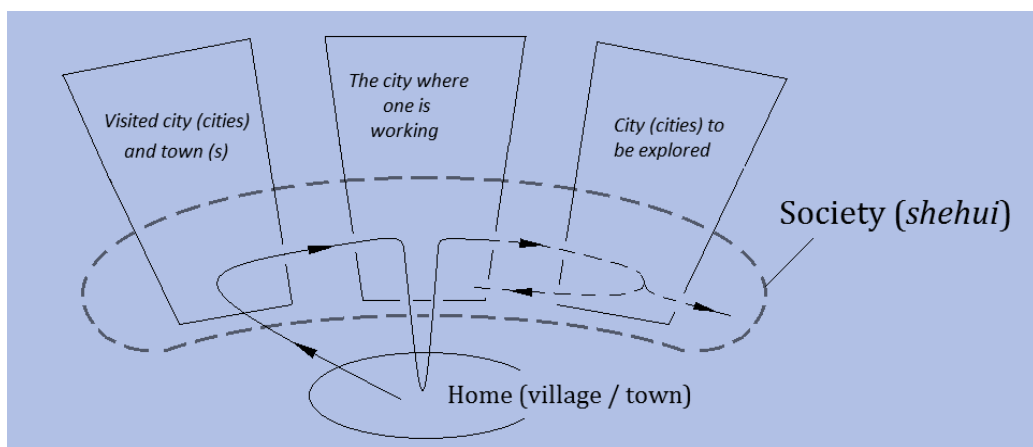 Visited city (cities)
and town (s)
The city where
one is
working
City (cities) to
be explored
Society (shehui)
Home (village / town)